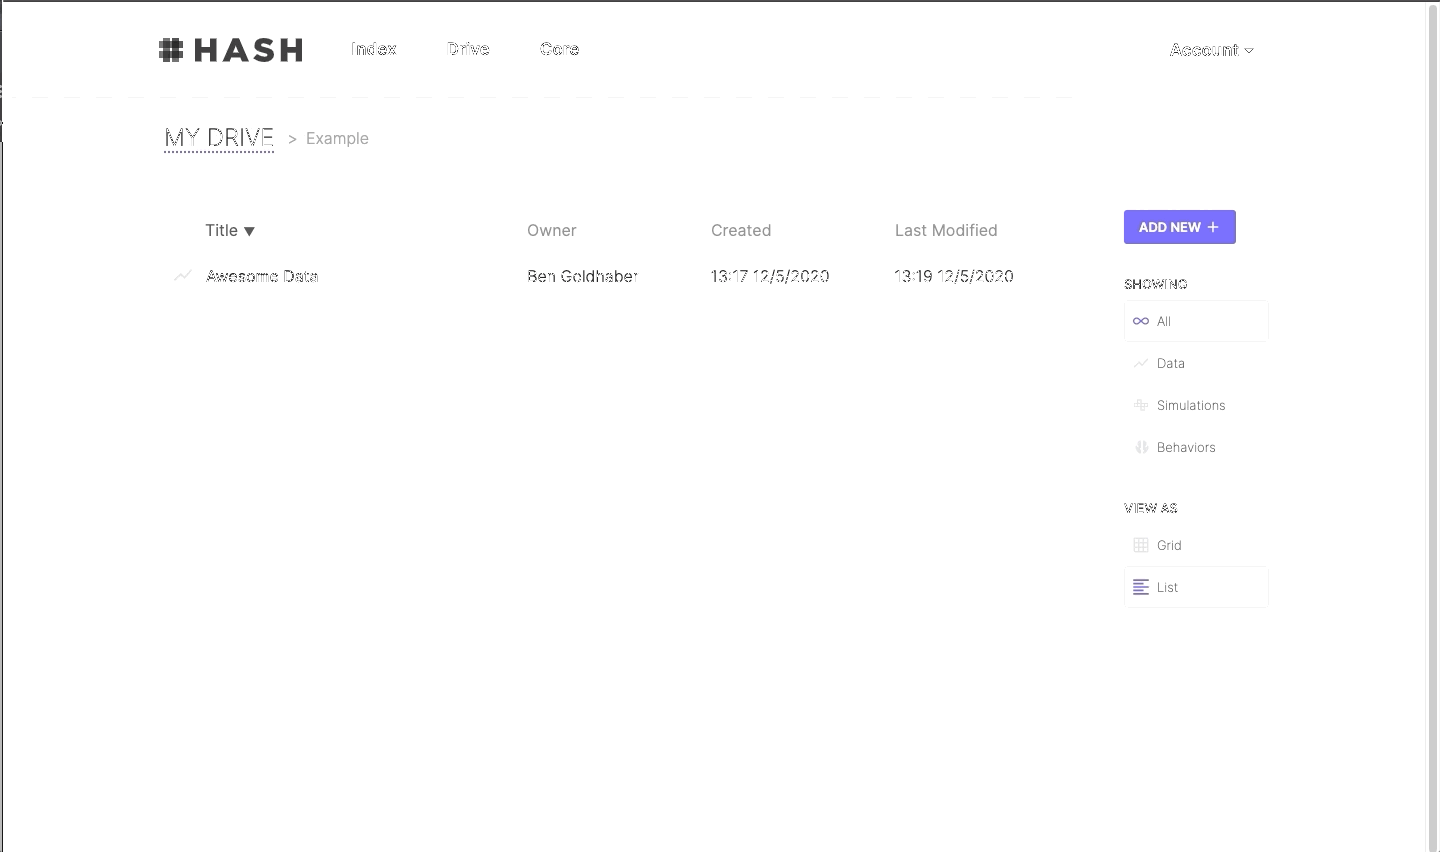 HASH Index Drive Core Account
MY DRIVE > Example
Title ▼ Owner Created Last Modified
Awesome Data Ben Goldhaber 13:17 12/5/2020 13:19 12/5/2020
ADD NEW +
SHOWING
All
Data
Simulations
Behaviors
VIEW AS
Grid
List